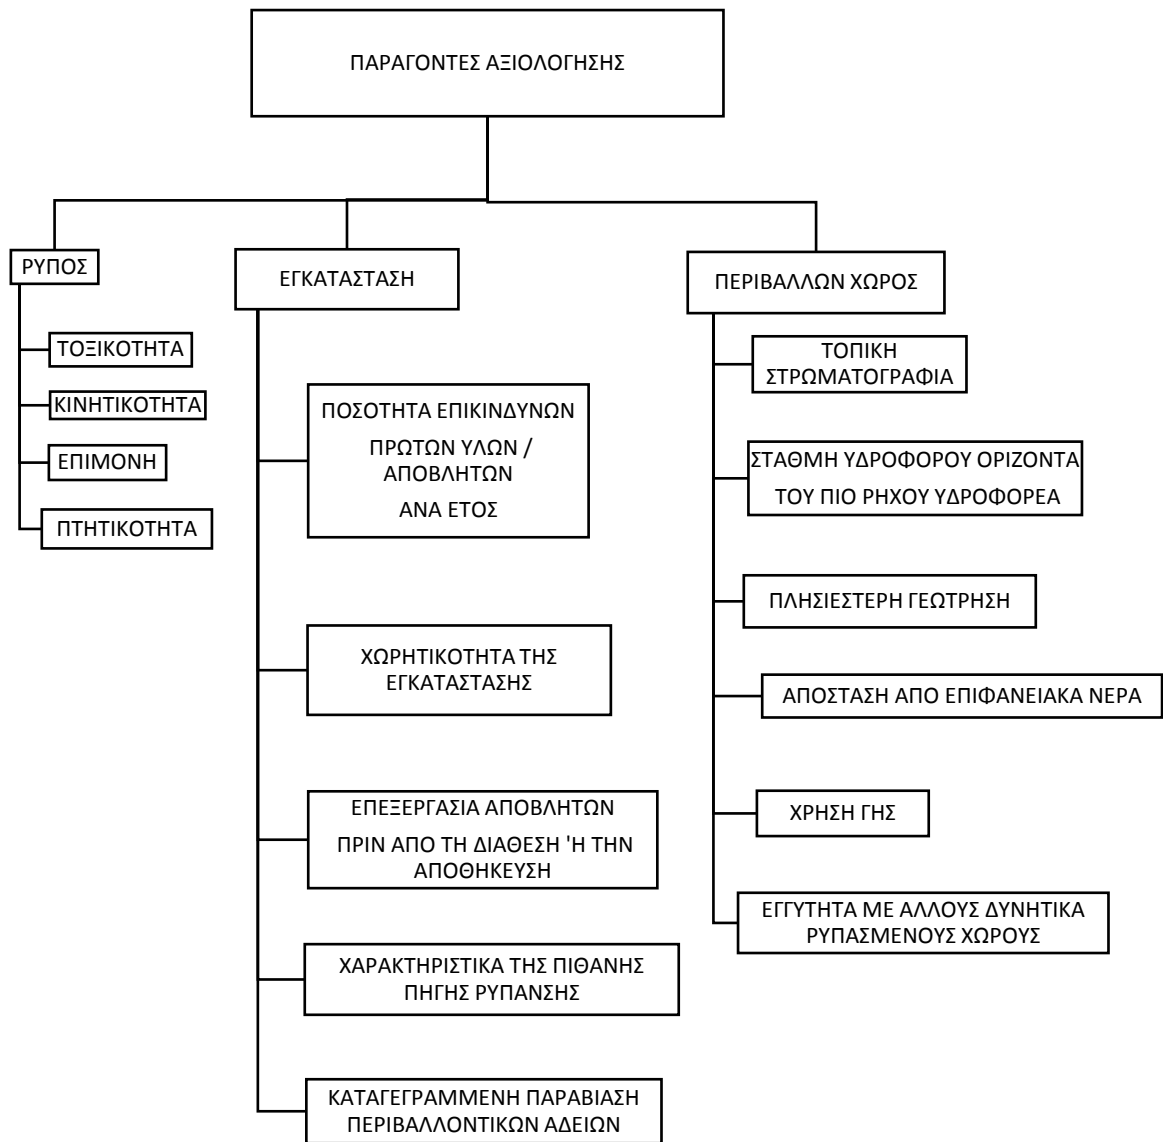 ΠΑΡΑΓΟΝΤΕΣ ΑΞΙΟΛΟΓΗΣΗΣ
ΡΥΠΟΣ
ΤΟΞΙΚΟΤΗΤΑ
ΚΙΝΗΤΙΚΟΤΗΤΑ
ΕΠΙΜΟΝΗ
ΠΤΗΤΙΚΟΤΗΤΑ
ΕΓΚΑΤΑΣΤΑΣΗ
ΠΟΣΟΤΗΤΑ ΕΠΙΚΙΝΔΥΝΩΝ
ΠΡΩΤΩΝ ΥΛΩΝ /
ΑΠΟΒΛΗΤΩΝ
ΑΝΑ ΕΤΟΣ
ΧΩΡΗΤΙΚΟΤΗΤΑ ΤΗΣ
ΕΓΚΑΤΑΣΤΑΣΗΣ
ΕΠΕΞΕΡΓΑΣΙΑ ΑΠΟΒΛΗΤΩΝ
ΠΡΙΝ ΑΠΟ ΤΗ ΔΙΑΘΕΣΗ 'Η ΤΗΝ
ΑΠΟΘΗΚΕΥΣΗ
ΧΑΡΑΚΤΗΡΙΣΤΙΚΑ ΤΗΣ ΠΙΘΑΝΗΣ
ΠΗΓΗΣ ΡΥΠΑΝΣΗΣ
ΚΑΤΑΓΕΓΡΑΜΜΕΝΗ ΠΑΡΑΒΙΑΣΗ
ΠΕΡΙΒΑΛΛΟΝΤΙΚΩΝ ΑΔΕΙΩΝ
ΠΕΡΙΒΑΛΛΩΝ ΧΩΡΟΣ
ΤΟΠΙΚΗ
ΣΤΡΩΜΑΤΟΓΡΑΦΙΑ
ΣΤΑΘΜΗ ΥΔΡΟΦΟΡΟΥ ΟΡΙΖΟΝΤΑ
ΤΟΥ ΠΙΟ ΡΗΧΟΥ ΥΔΡΟΦΟΡΕΑ
ΠΛΗΣΙΕΣΤΕΡΗ ΓΕΩΤΡΗΣΗ
ΑΠΟΣΤΑΣΗ ΑΠΟ ΕΠΙΦΑΝΕΙΑΚΑ ΝΕΡΑ
ΧΡΗΣΗ ΓΗΣ
ΕΓΓΥΤΗΤΑ ΜΕ ΑΛΛΟΥΣ ΔΥΝΗΤΙΚΑ
ΡΥΠΑΣΜΕΝΟΥΣ ΧΩΡΟΥΣ